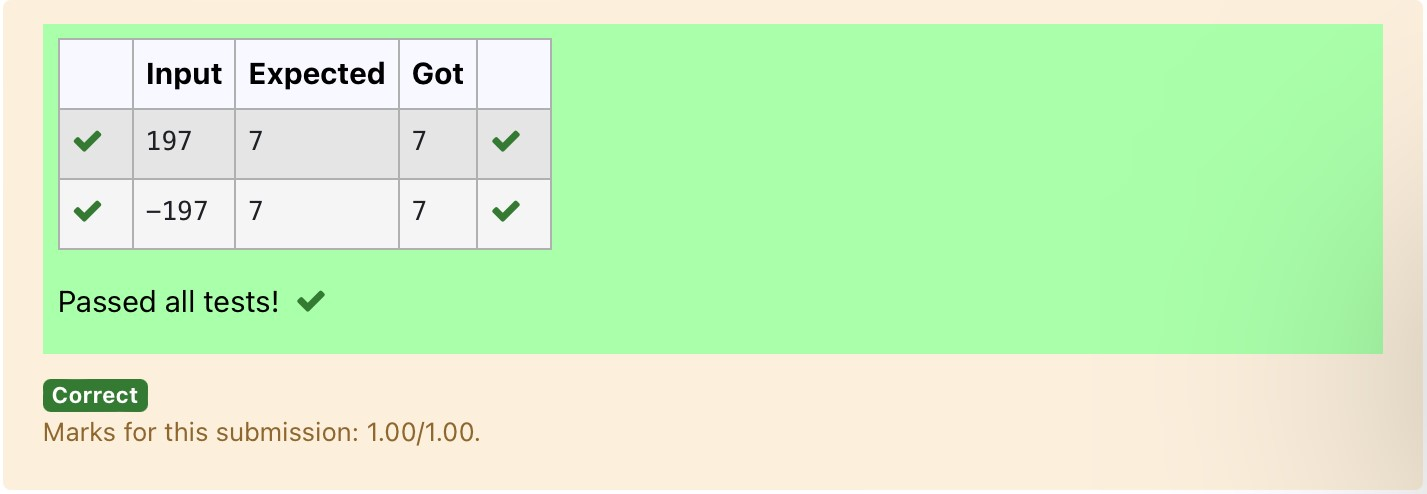 Input Expected Got
197 7 7
-197 7 7
Passed all tests!
Correct
Marks for this submission: 1.00/1.00.